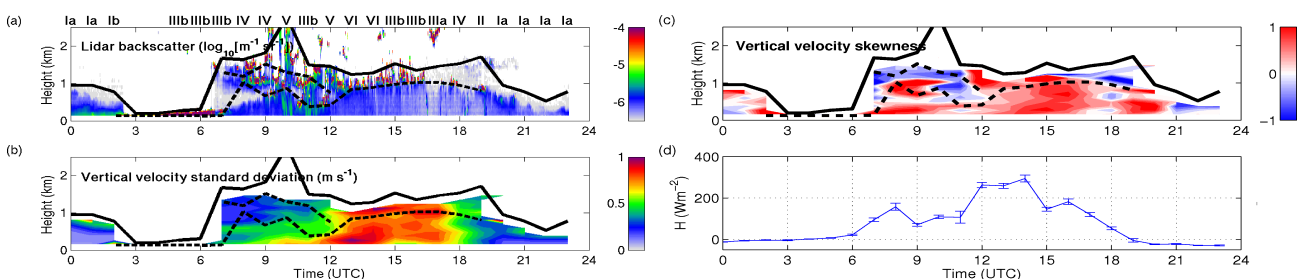 (a)
Ia Ia Ib IIIb IIIb IIIb IV IV V IIIb V VI VI IIIb IIIb IIIa IV II Ia Ia Ia Ia
Lidar backscatter (log10[m-1 sr-1])
Height (km)
2
1
0
0 3 6 9 12 15 18 21 24
-4
-5
-6
(b)
Vertical velocity standard deviation (m s-1)
Height (km)
2
1
0
0 3 6 9 12 15 18 21 24
Time (UTC)
1
0.5
0
(c)
Vertical velocity skewness
Height (km)
2
1
0
0 3 6 9 12 15 18 21 24
1
0
-1
(d)
H (Wm-2)
400
200
0
0 3 6 9 12 15 18 21 24
Time (UTC)